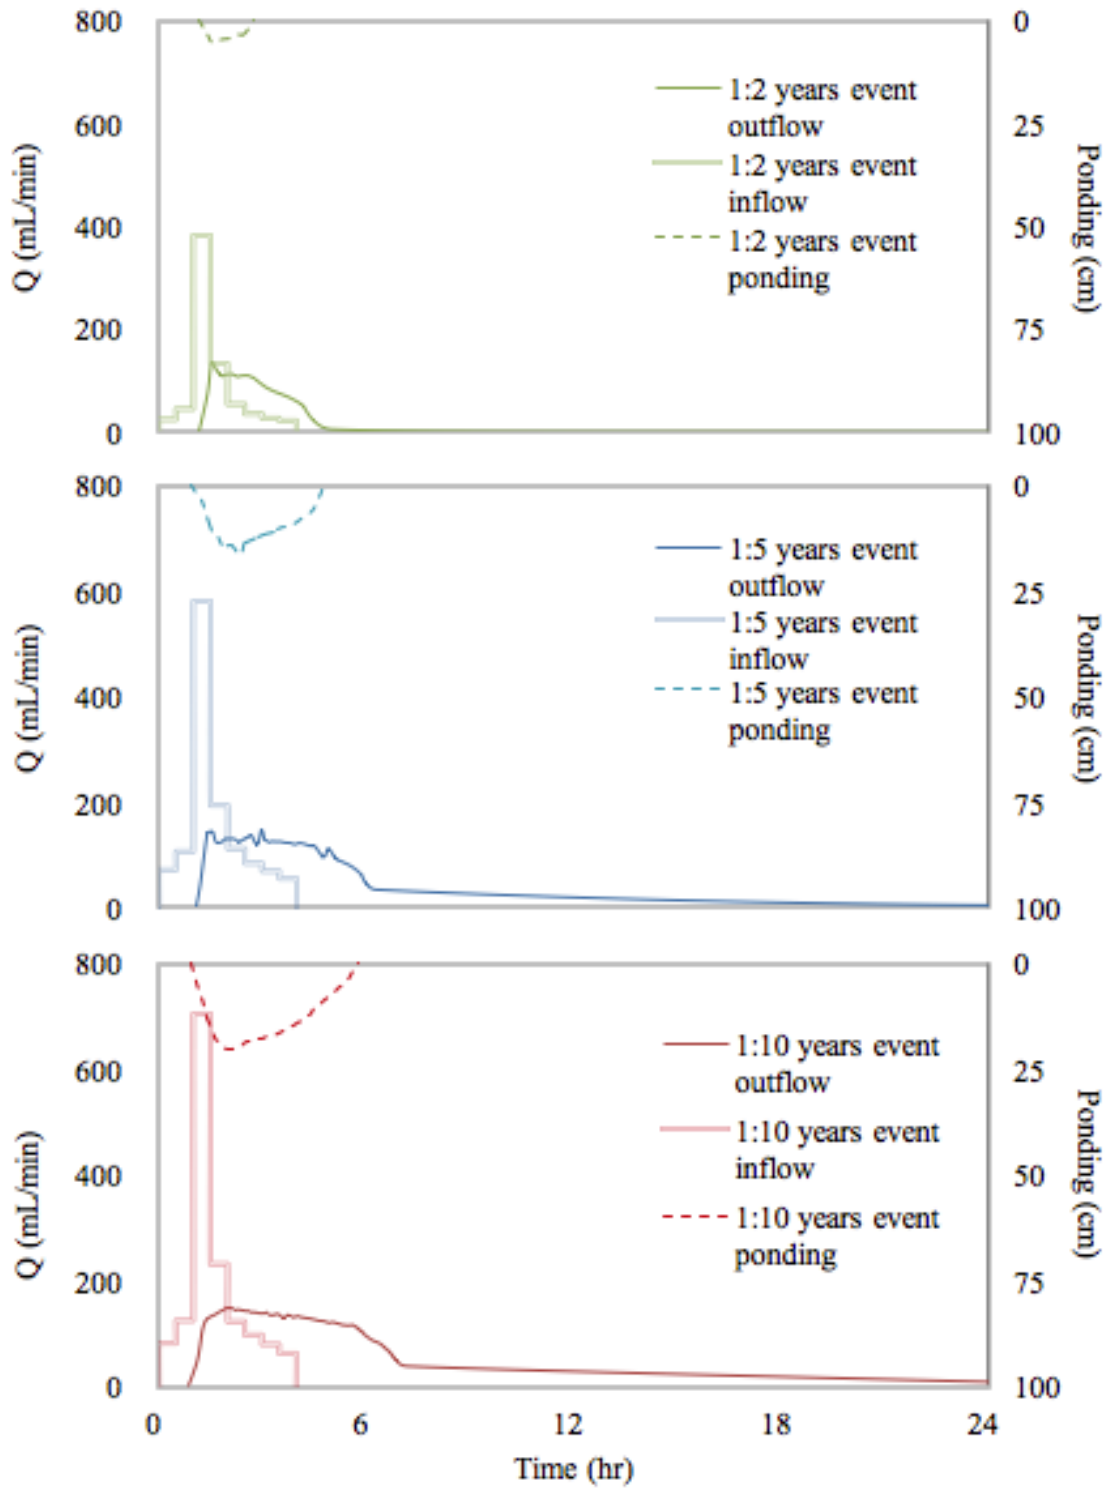 800
600
400
200
0
Q (mL/min)
0
25
50
75
100
Ponding (cm)
1:2 years event
outflow
1:2 years event
inflow
1:2 years event
ponding
800
600
400
200
0
Q (mL/min)
0
25
50
75
100
Ponding (cm)
1:5 years event
outflow
1:5 years event
inflow
1:5 years event
ponding
800
600
400
200
0
Q (mL/min)
0
25
50
75
100
Ponding (cm)
1:10 years event
outflow
1:10 years event
inflow
1:10 years event
ponding
0 6 12 18 24
Time (hr)